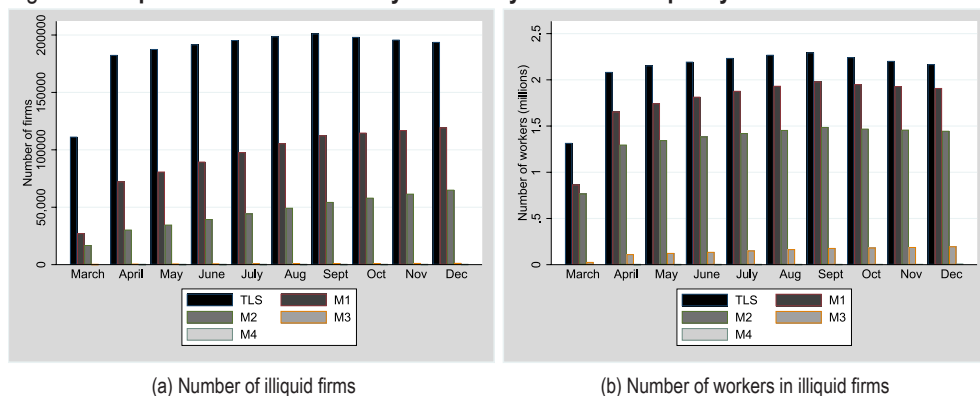 200000
150000
100000
50,000
0
Number of firms
March April May June July Aug Sept Oct Nov Dec
TLS M1
M2 M3
M4
(a) Number of illiquid firms
2.5
2
1.5
1
.5
0
Number of workers (millions)
March April May June July Aug Sept Oct Nov Dec
TLS M1
M2 M3
M4
(b) Number of workers in illiquid firms